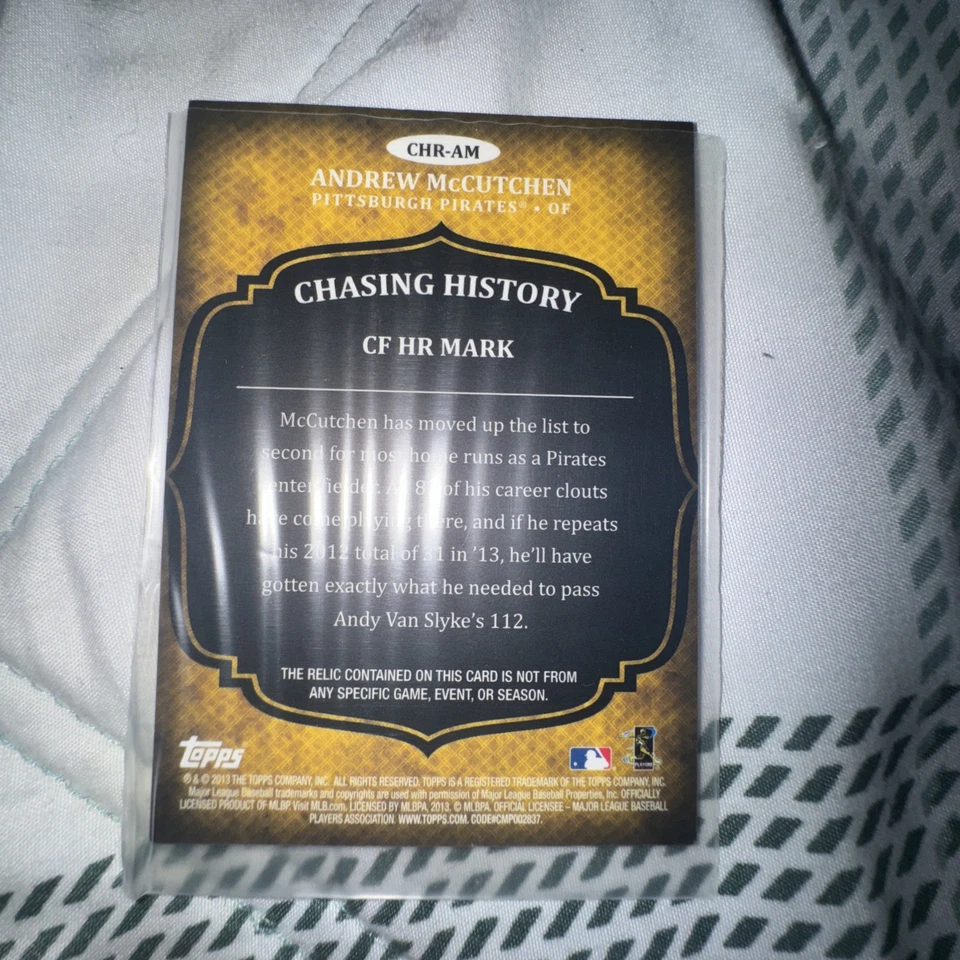 CHR-AM
ANDREW McCUTCHEN
PITTSBURGH PIRATES® • OF
CHASING HISTORY
CF HR MARK
McCutchen has moved up the list to
second for most home runs as a Pirates
centerfielder. All of his career clouts
have come playing there, and if he repeats
his 2012 total of 31 in '13, he'll have
gotten exactly what he needed to pass
Andy Van Slyke's 112.
THE RELIC CONTAINED ON THIS CARD IS NOT FROM
ANY SPECIFIC GAME, EVENT, OR SEASON.
topps
® & © 2013 THE TOPPS COMPANY, INC. ALL RIGHTS RESERVED. TOPPS IS A REGISTERED TRADEMARK OF THE TOPPS COMPANY, INC.
Major League Baseball trademarks and copyrights are used with permission of Major League Baseball Properties, Inc. OFFICIALLY
LICENSED PRODUCT OF MLBP. Visit MLB.com. LICENSED BY MLBPA, 2013. © MLBPA, OFFICIAL LICENSEE – MAJOR LEAGUE BASEBALL
PLAYERS ASSOCIATION. WWW.TOPPS.COM. CODE#CMP002837.